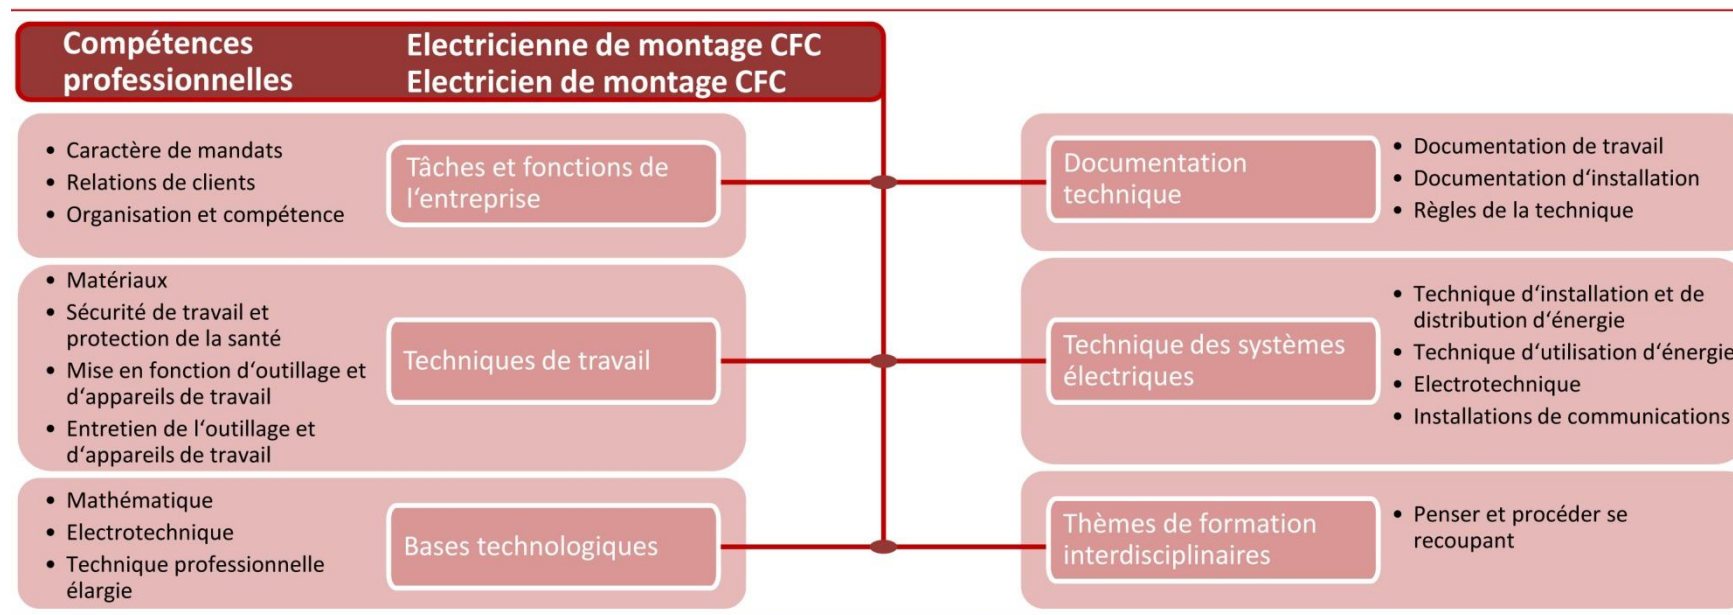 Compétences
professionnelles
Electricienne de montage CFC
Electricien de montage CFC
• Caractère de mandats
• Relations de clients
• Organisation et compétence
Tâches et fonctions de
l‘entreprise
Documentation
technique
• Documentation de travail
• Documentation d‘installation
• Règles de la technique
• Matériaux
• Sécurité de travail et
protection de la santé
• Mise en fonction d‘outillage et
d‘appareils de travail
• Entretien de l‘outillage et
d‘appareils de travail
Techniques de travail
Technique des systèmes
électriques
• Technique d‘installation et de
distribution d‘énergie
• Technique d‘utilisation d‘énergie
• Electrotechnique
• Installations de communications
• Mathématique
• Electrotechnique
• Technique professionnelle
élargie
Bases technologiques
Thèmes de formation
interdisciplinaires
• Penser et procéder se
recoupant